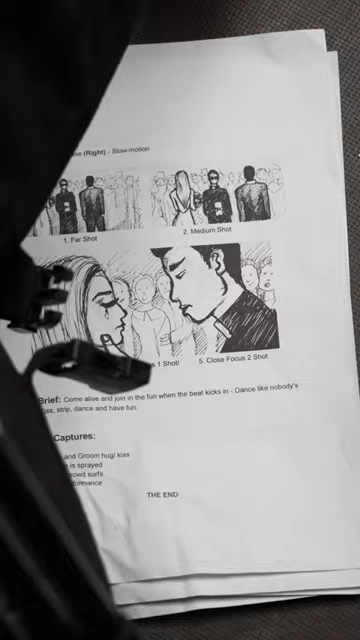 (Right) - Slow-motion
1. Far Shot
2. Medium Shot
1 Shot/
5. Close Focus 2 Shot
Brief: Come alive and join in the fun when the beat kicks in - Dance like nobody's
strip, dance and have fun.
Captures:
and Groom hug/ kiss
is sprayed
crowd surfs
THE END